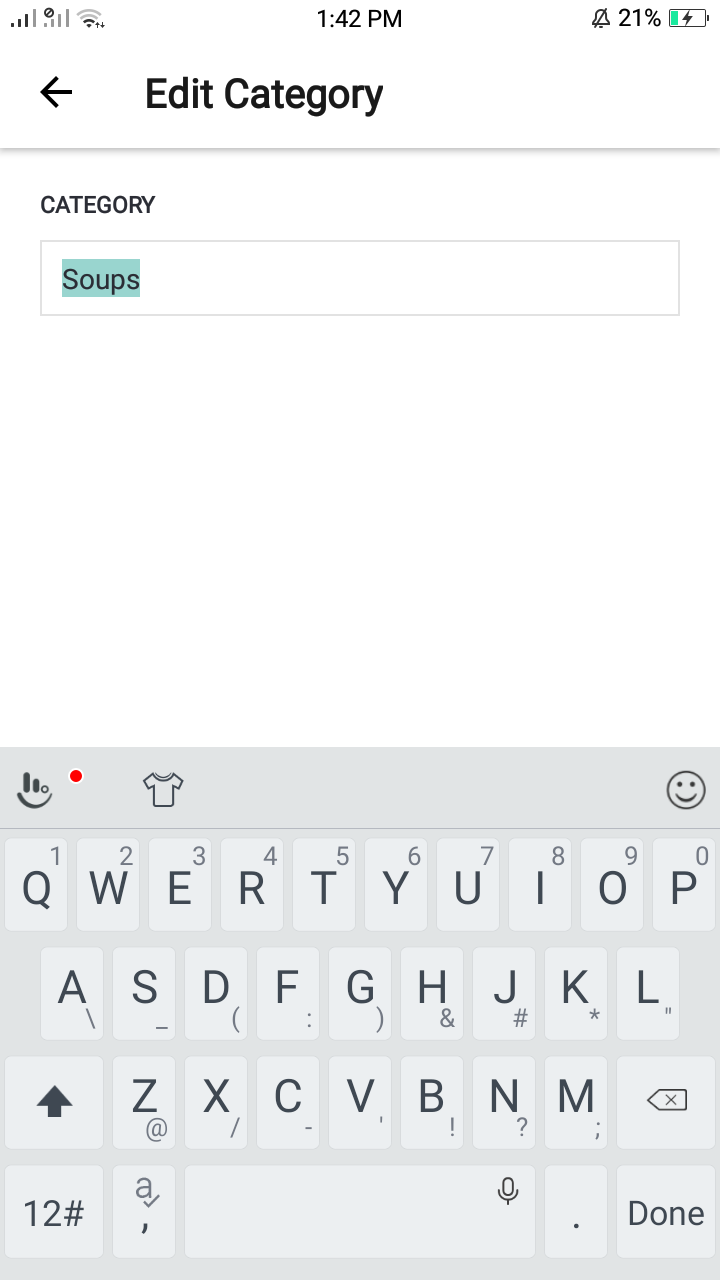 1:42 PM 21%
Edit Category
CATEGORY
Soups
1 2 3 4 5 6 7 8 9 0
Q W E R T Y U I O P
A S D F G H J K L
\ _ ( : ) & # * "
Z X C V B N M
@ / - ' ! ? ;
12# a , . Done